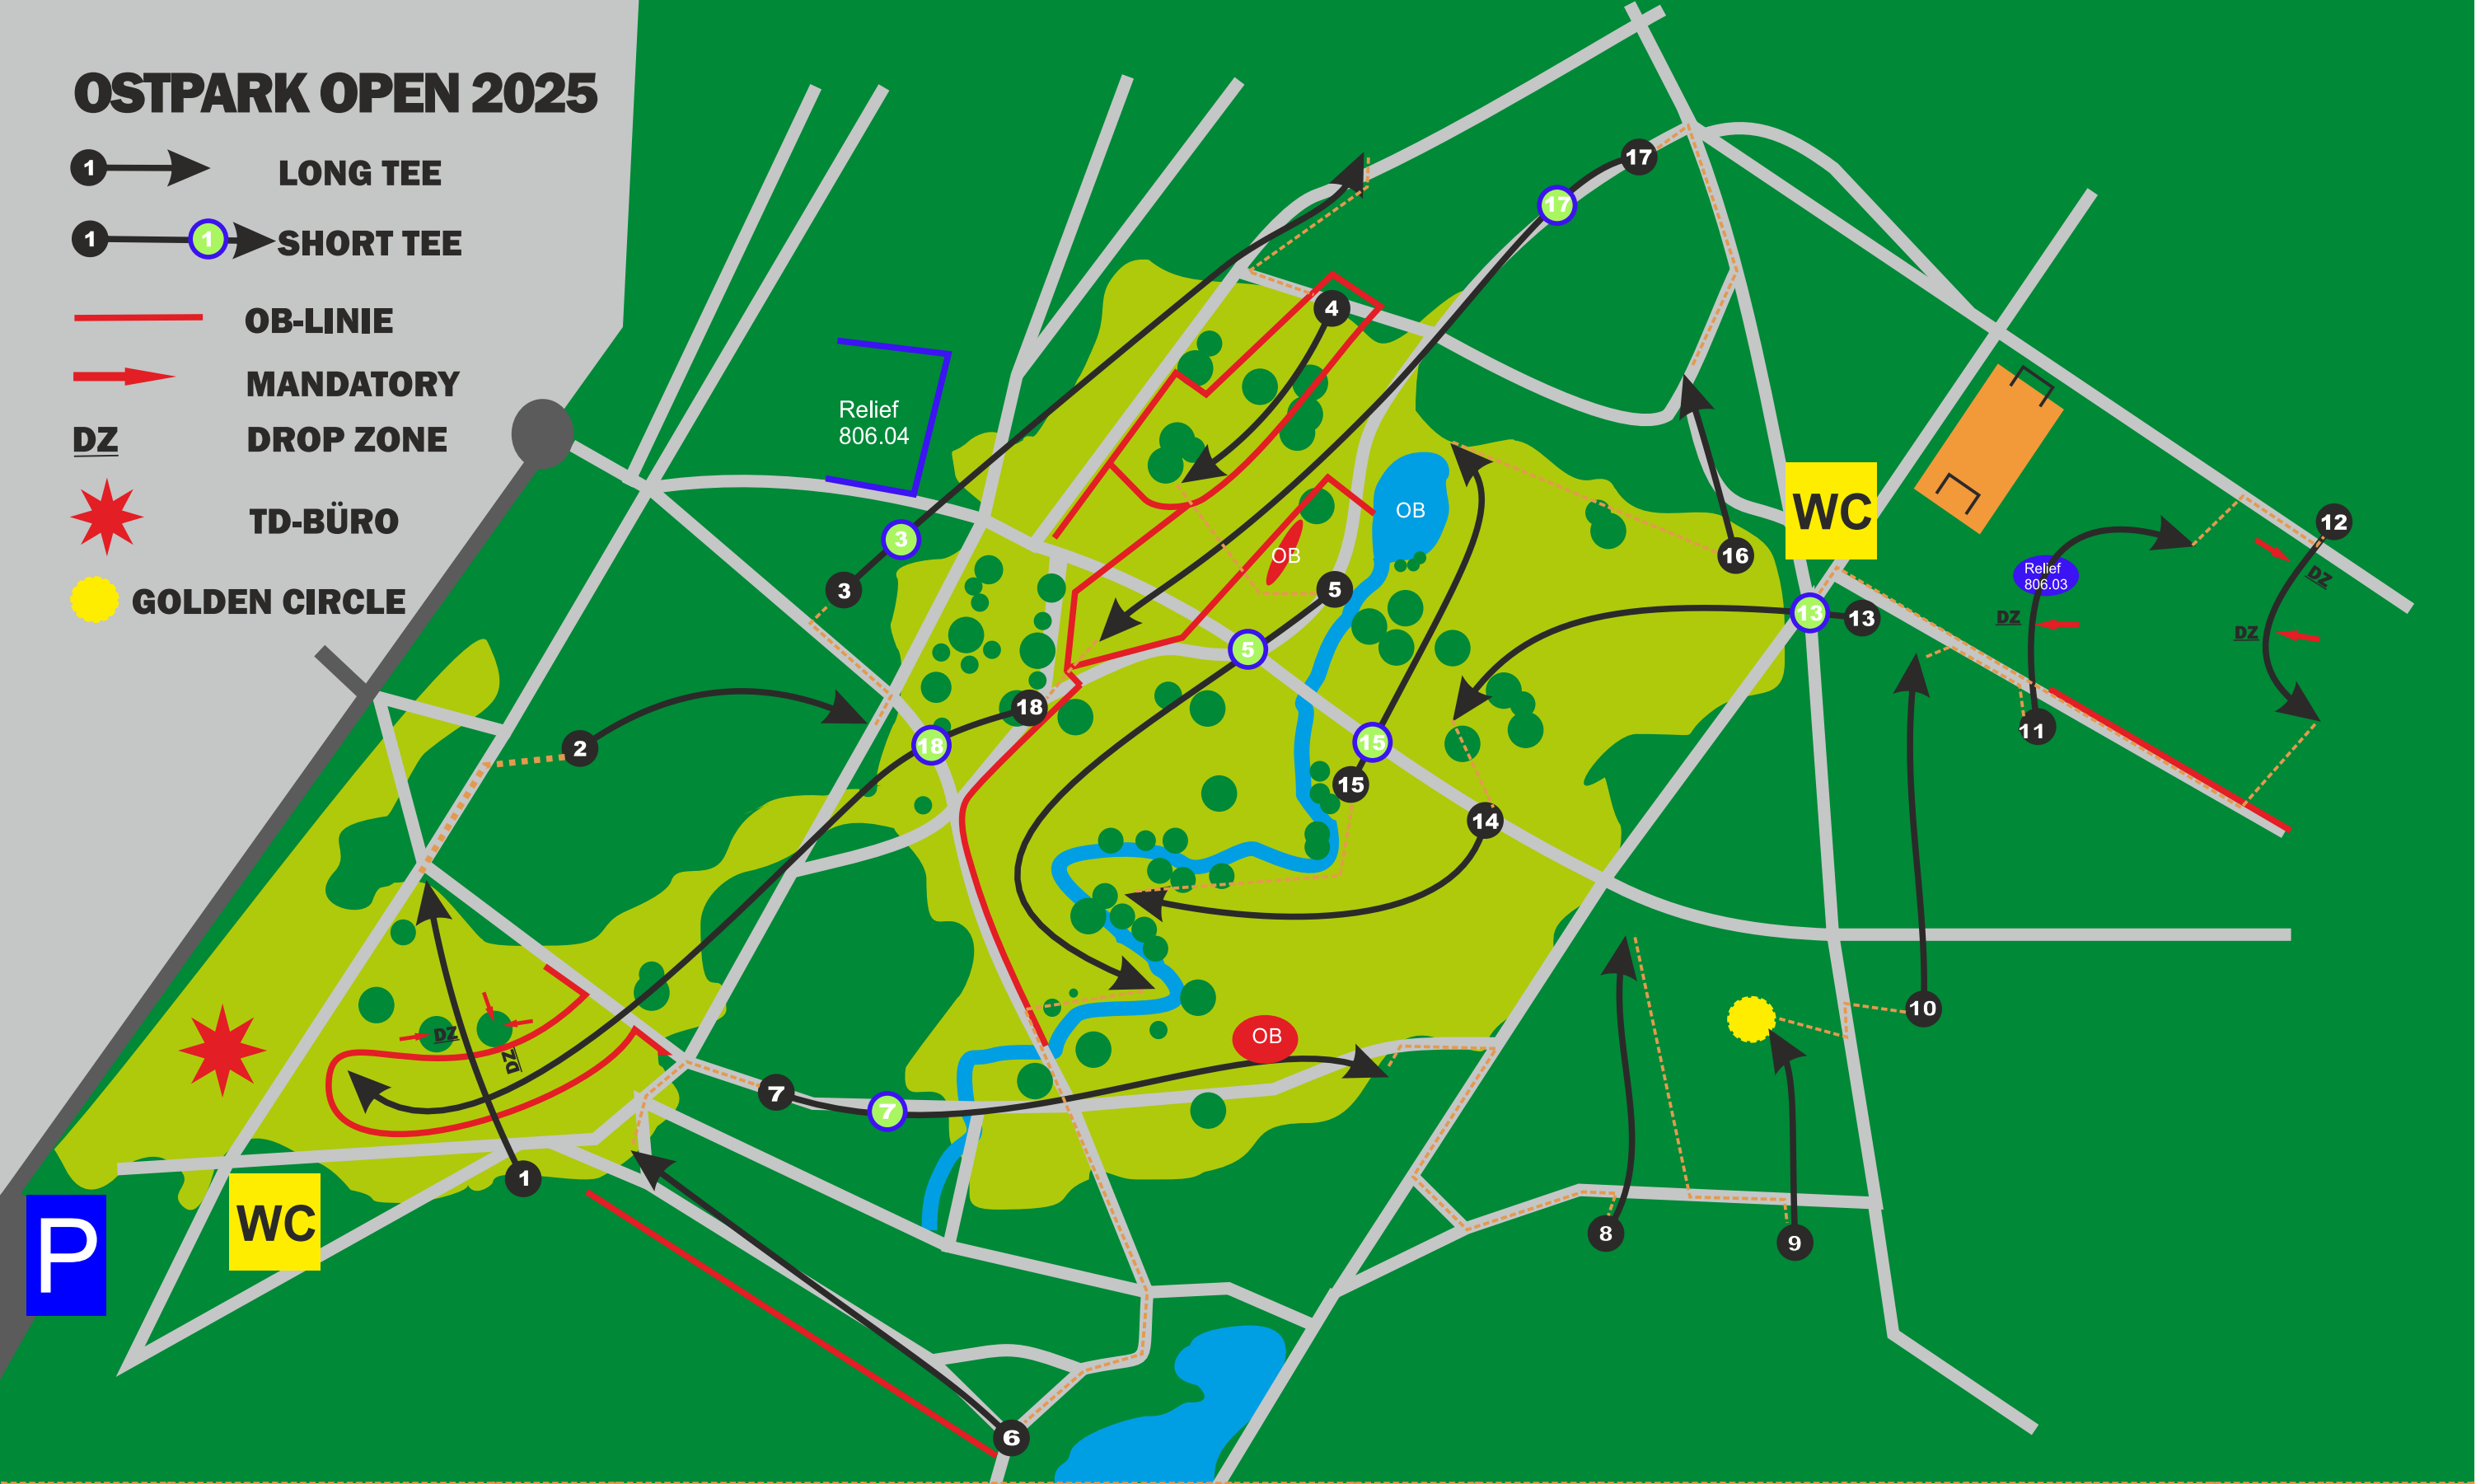 OSTPARK OPEN 2025
1 LONG TEE
1 1 SHORT TEE
OB-LINIE
MANDATORY
DZ DROP ZONE
TD-BÜRO
GOLDEN CIRCLE
17
17
4
Relief
806.04
OB
WC
12
3
OB
16
DZ
3
5
Relief
806.03
13
13
DZ
DZ
5
18
11
2
18
15
15
14
10
DZ
DZ
OB
7
7
1
P
WC
8
9
6